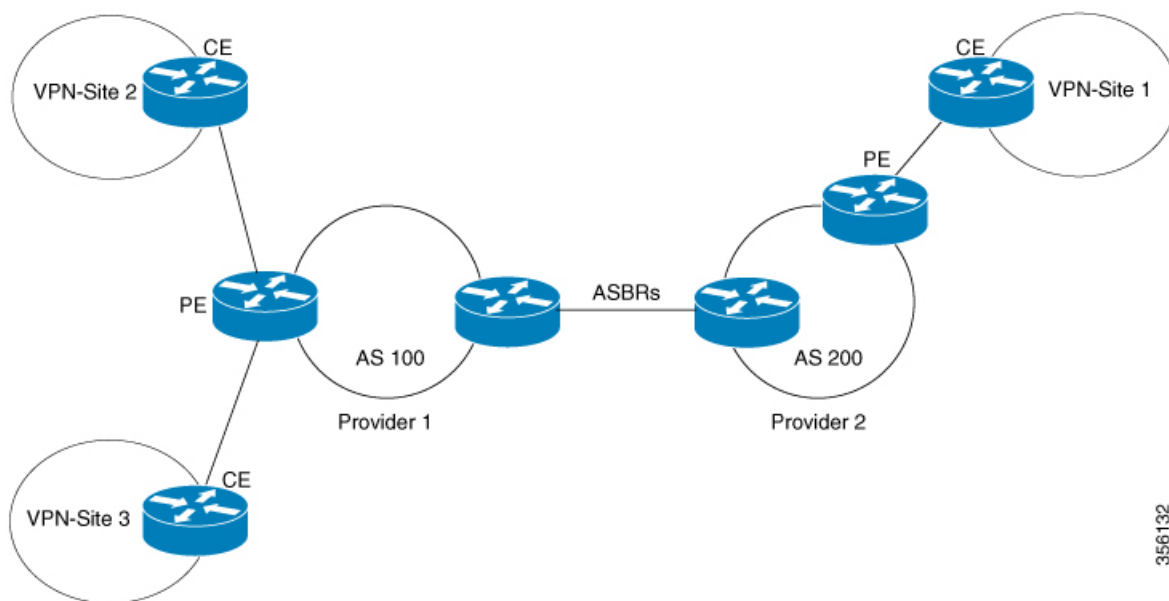 CE
VPN-Site 2
CE
VPN-Site 1
PE
PE
ASBRs
AS 100
AS 200
Provider 1
Provider 2
CE
VPN-Site 3
356132